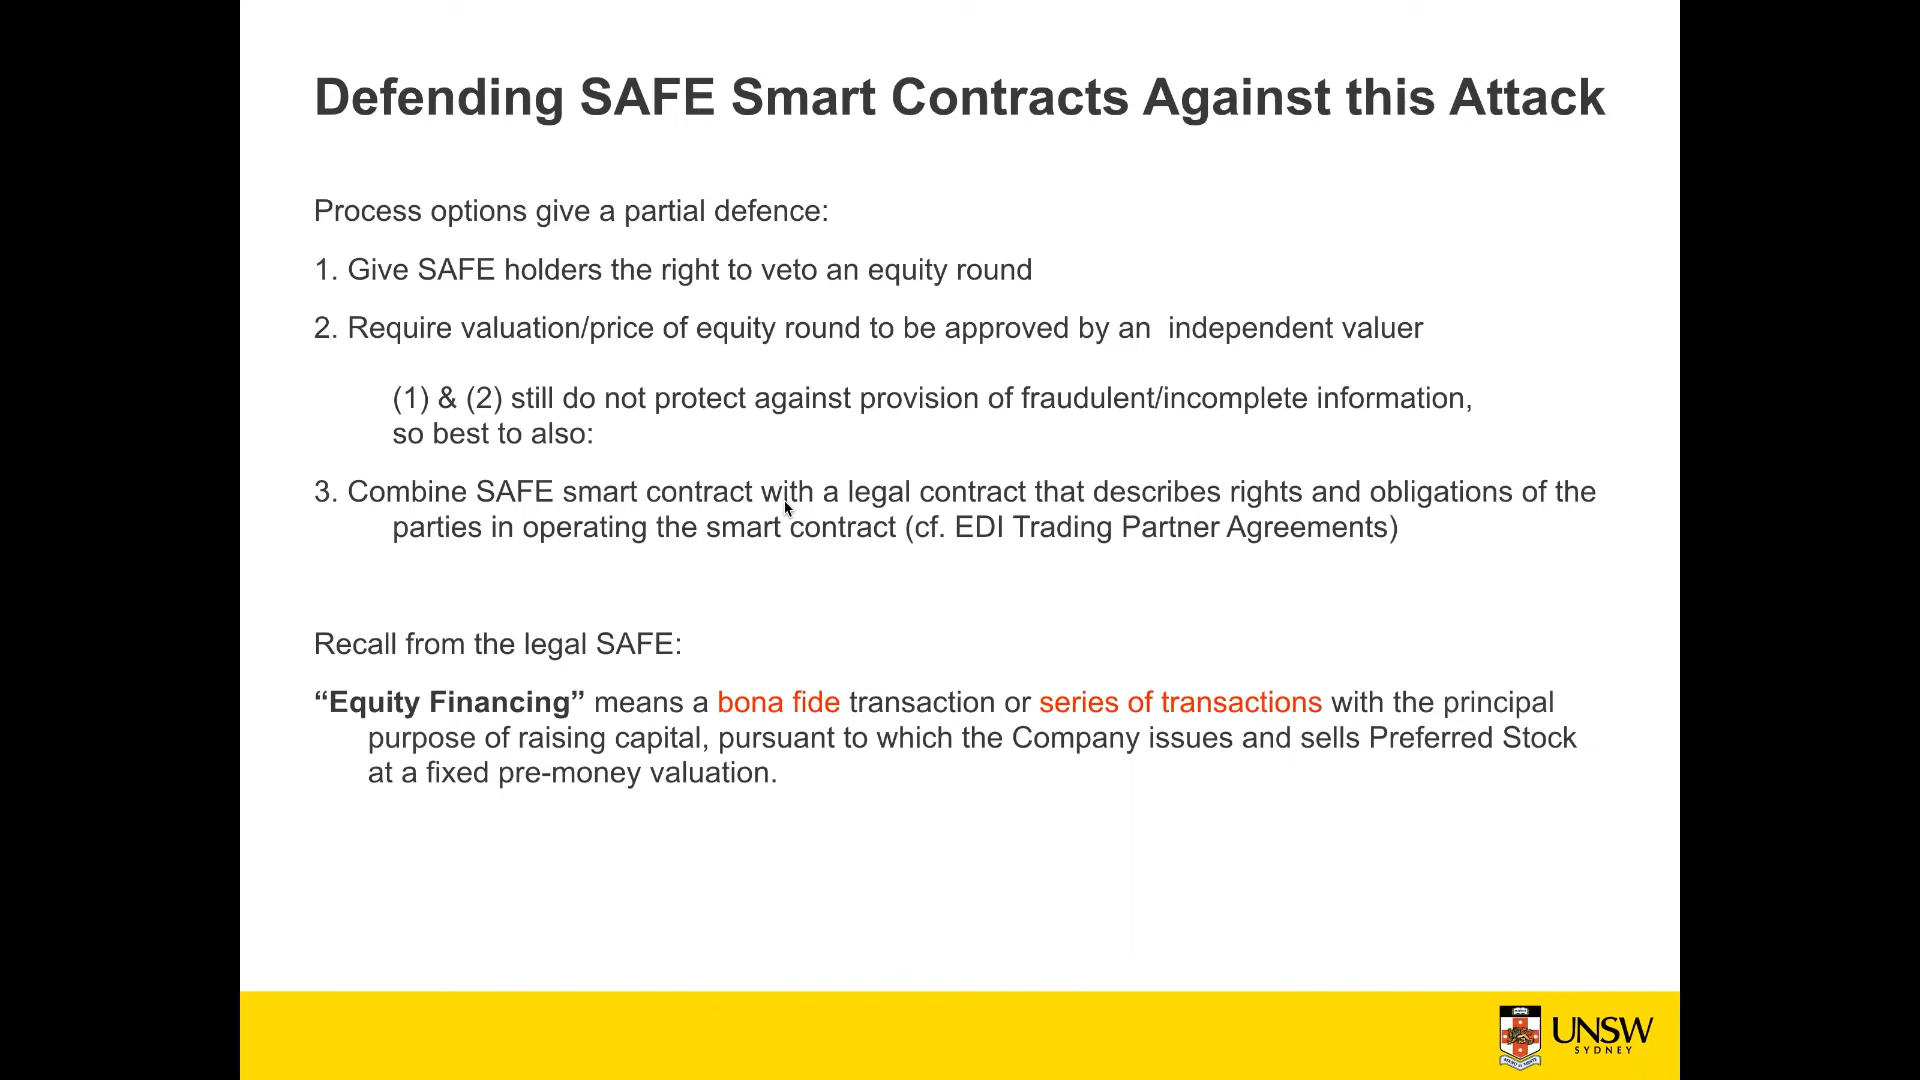 Defending SAFE Smart Contracts Against this Attack
Process options give a partial defence:
1. Give SAFE holders the right to veto an equity round
2. Require valuation/price of equity round to be approved by an  independent valuer
(1) & (2) still do not protect against provision of fraudulent/incomplete information,
so best to also:
3. Combine SAFE smart contract with a legal contract that describes rights and obligations of the
parties in operating the smart contract (cf. EDI Trading Partner Agreements)
Recall from the legal SAFE:
“Equity Financing” means a bona fide transaction or series of transactions with the principal
purpose of raising capital, pursuant to which the Company issues and sells Preferred Stock
at a fixed pre-money valuation.
UNSW
SYDNEY